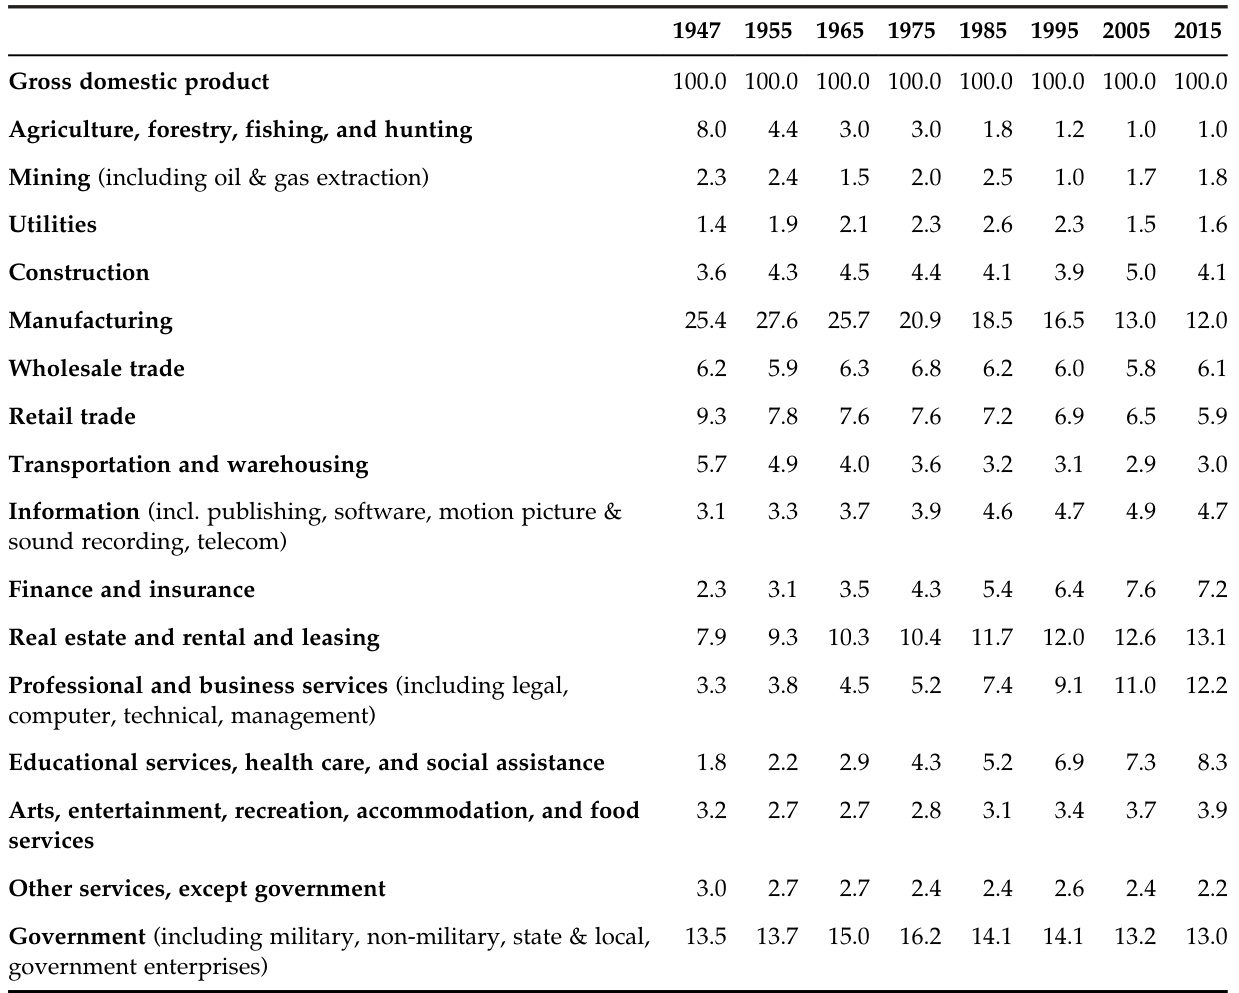 1947 1955 1965 1975 1985 1995 2005 2015
Gross domestic product 100.0 100.0 100.0 100.0 100.0 100.0 100.0 100.0
Agriculture, forestry, fishing, and hunting 8.0 4.4 3.0 3.0 1.8 1.2 1.0 1.0
Mining (including oil & gas extraction) 2.3 2.4 1.5 2.0 2.5 1.0 1.7 1.8
Utilities 1.4 1.9 2.1 2.3 2.6 2.3 1.5 1.6
Construction 3.6 4.3 4.5 4.4 4.1 3.9 5.0 4.1
Manufacturing 25.4 27.6 25.7 20.9 18.5 16.5 13.0 12.0
Wholesale trade 6.2 5.9 6.3 6.8 6.2 6.0 5.8 6.1
Retail trade 9.3 7.8 7.6 7.6 7.2 6.9 6.5 5.9
Transportation and warehousing 5.7 4.9 4.0 3.6 3.2 3.1 2.9 3.0
Information (incl. publishing, software, motion picture & 3.1 3.3 3.7 3.9 4.6 4.7 4.9 4.7
sound recording, telecom)
Finance and insurance 2.3 3.1 3.5 4.3 5.4 6.4 7.6 7.2
Real estate and rental and leasing 7.9 9.3 10.3 10.4 11.7 12.0 12.6 13.1
Professional and business services (including legal, 3.3 3.8 4.5 5.2 7.4 9.1 11.0 12.2
computer, technical, management)
Educational services, health care, and social assistance 1.8 2.2 2.9 4.3 5.2 6.9 7.3 8.3
Arts, entertainment, recreation, accommodation, and food 3.2 2.7 2.7 2.8 3.1 3.4 3.7 3.9
services
Other services, except government 3.0 2.7 2.7 2.4 2.4 2.6 2.4 2.2
Government (including military, non-military, state & local, 13.5 13.7 15.0 16.2 14.1 14.1 13.2 13.0
government enterprises)